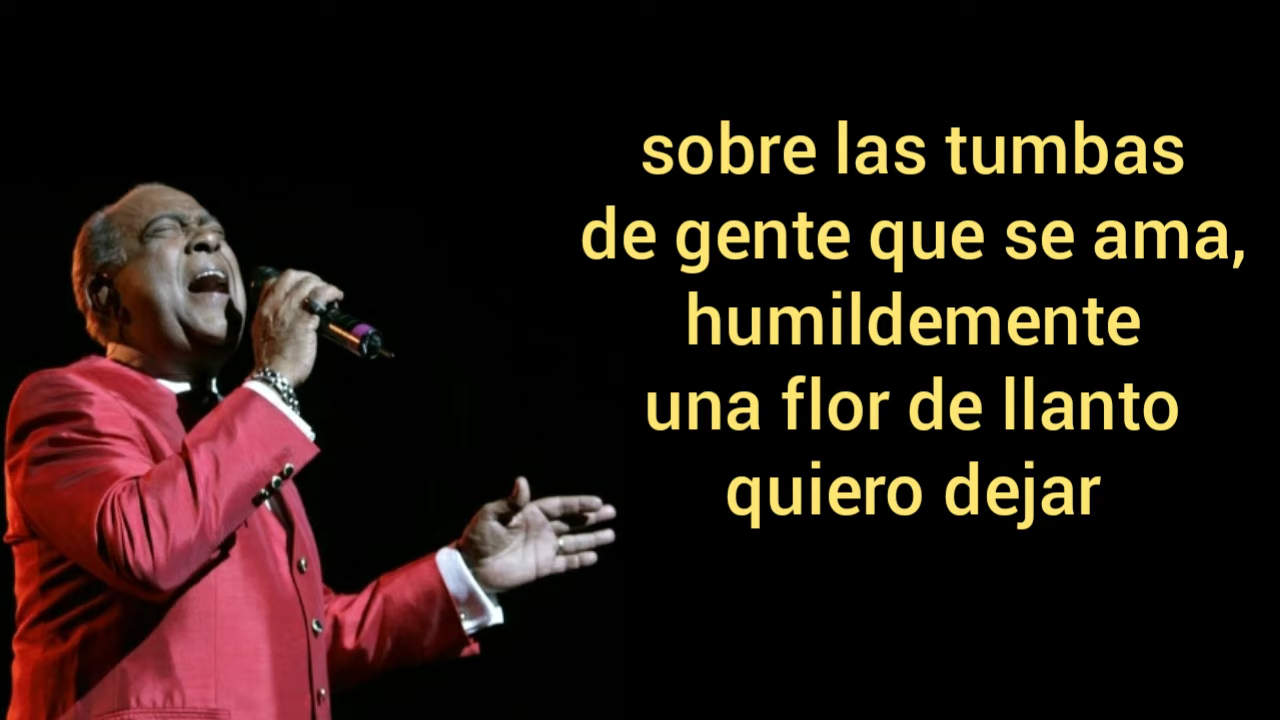 sobre las tumbas
de gente que se ama,
humildemente
una flor de llanto
quiero dejar